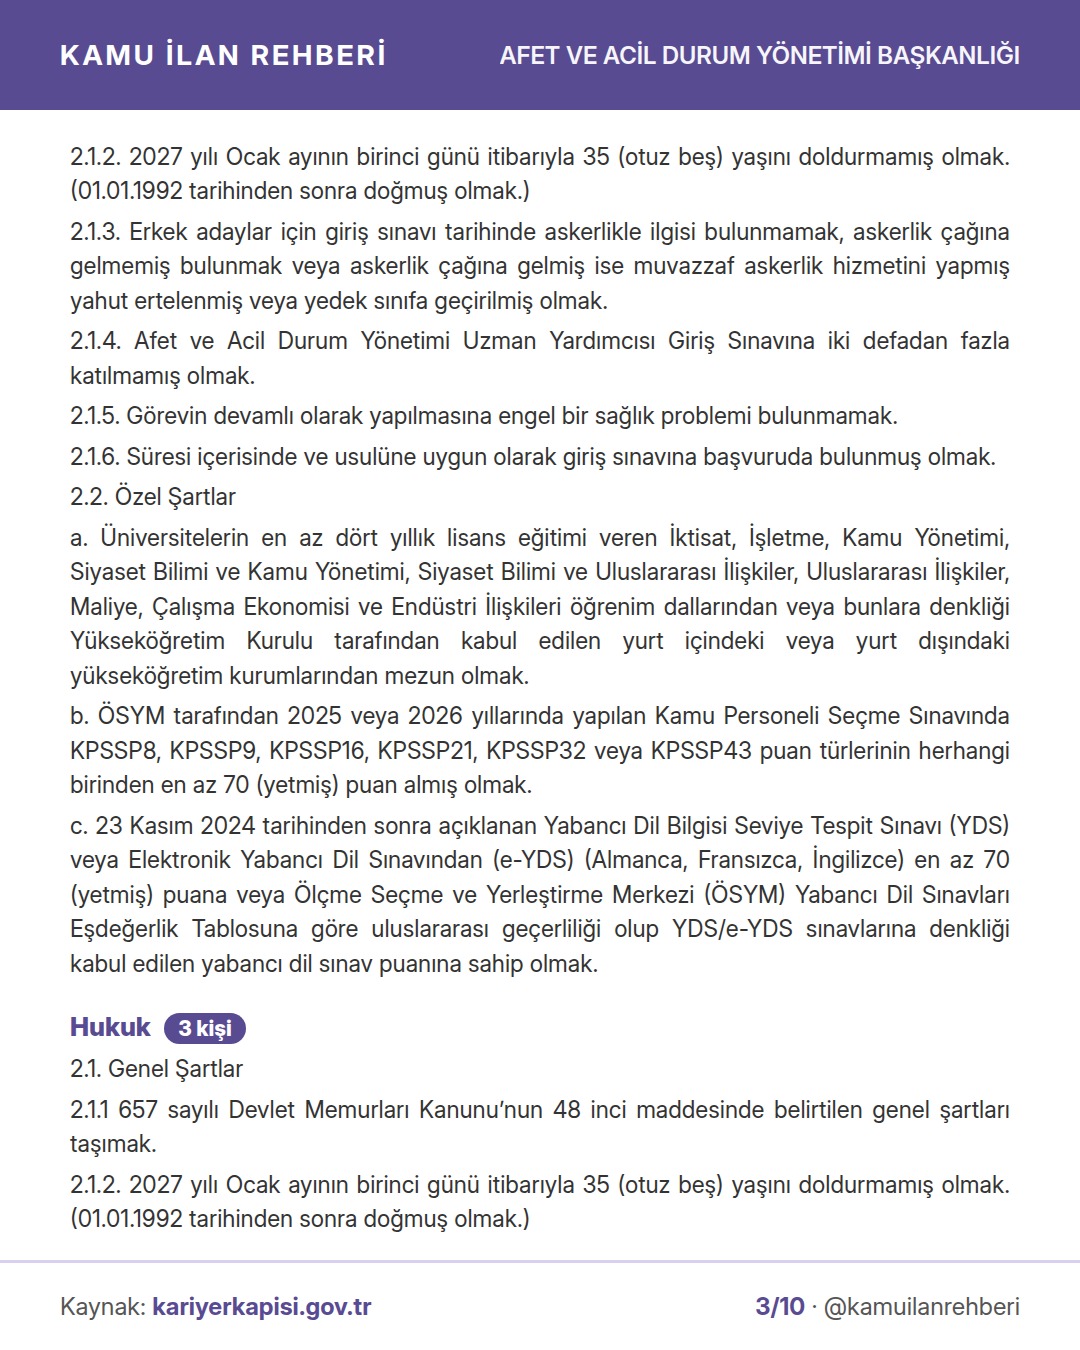 KAMU İLAN REHBERİ
AFET VE ACİL DURUM YÖNETİMİ BAŞKANLIĞI
2.1.2. 2027 yılı Ocak ayının birinci günü itibarıyla 35 (otuz beş) yaşını doldurmamış olmak.
(01.01.1992 tarihinden sonra doğmuş olmak.)
2.1.3. Erkek adaylar için giriş sınavı tarihinde askerlikle ilgisi bulunmamak, askerlik çağına
gelmemiş bulunmak veya askerlik çağına gelmiş ise muvazzaf askerlik hizmetini yapmış
yahut ertelenmiş veya yedek sınıfa geçirilmiş olmak.
2.1.4. Afet ve Acil Durum Yönetimi Uzman Yardımcısı Giriş Sınavına iki defadan fazla
katılmamış olmak.
2.1.5. Görevin devamlı olarak yapılmasına engel bir sağlık problemi bulunmamak.
2.1.6. Süresi içerisinde ve usulüne uygun olarak giriş sınavına başvuruda bulunmuş olmak.
2.2. Özel Şartlar
a. Üniversitelerin en az dört yıllık lisans eğitimi veren İktisat, İşletme, Kamu Yönetimi,
Siyaset Bilimi ve Kamu Yönetimi, Siyaset Bilimi ve Uluslararası İlişkiler, Uluslararası İlişkiler,
Maliye, Çalışma Ekonomisi ve Endüstri İlişkileri öğrenim dallarından veya bunlara denkliği
Yükseköğretim Kurulu tarafından kabul edilen yurt içindeki veya yurt dışındaki
yükseköğretim kurumlarından mezun olmak.
b. ÖSYM tarafından 2025 veya 2026 yıllarında yapılan Kamu Personeli Seçme Sınavında
KPSSP8, KPSSP9, KPSSP16, KPSSP21, KPSSP32 veya KPSSP43 puan türlerinin herhangi
birinden en az 70 (yetmiş) puan almış olmak.
c. 23 Kasım 2024 tarihinden sonra açıklanan Yabancı Dil Bilgisi Seviye Tespit Sınavı (YDS)
veya Elektronik Yabancı Dil Sınavından (e-YDS) (Almanca, Fransızca, İngilizce) en az 70
(yetmiş) puana veya Ölçme Seçme ve Yerleştirme Merkezi (ÖSYM) Yabancı Dil Sınavları
Eşdeğerlik Tablosuna göre uluslararası geçerliliği olup YDS/e-YDS sınavlarına denkliği
kabul edilen yabancı dil sınav puanına sahip olmak.
Hukuk 3 kişi
2.1. Genel Şartlar
2.1.1 657 sayılı Devlet Memurları Kanunu’nun 48 inci maddesinde belirtilen genel şartları
taşımak.
2.1.2. 2027 yılı Ocak ayının birinci günü itibarıyla 35 (otuz beş) yaşını doldurmamış olmak.
(01.01.1992 tarihinden sonra doğmuş olmak.)
Kaynak: kariyerkapisi.gov.tr
3/10 · @kamuilanrehberi